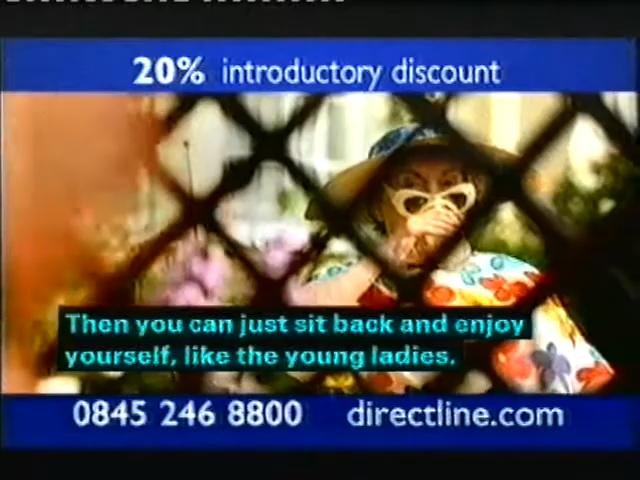 20% introductory discount
Then you can just sit back and enjoy
yourself, like the young ladies.
0845 246 8800 directline.com